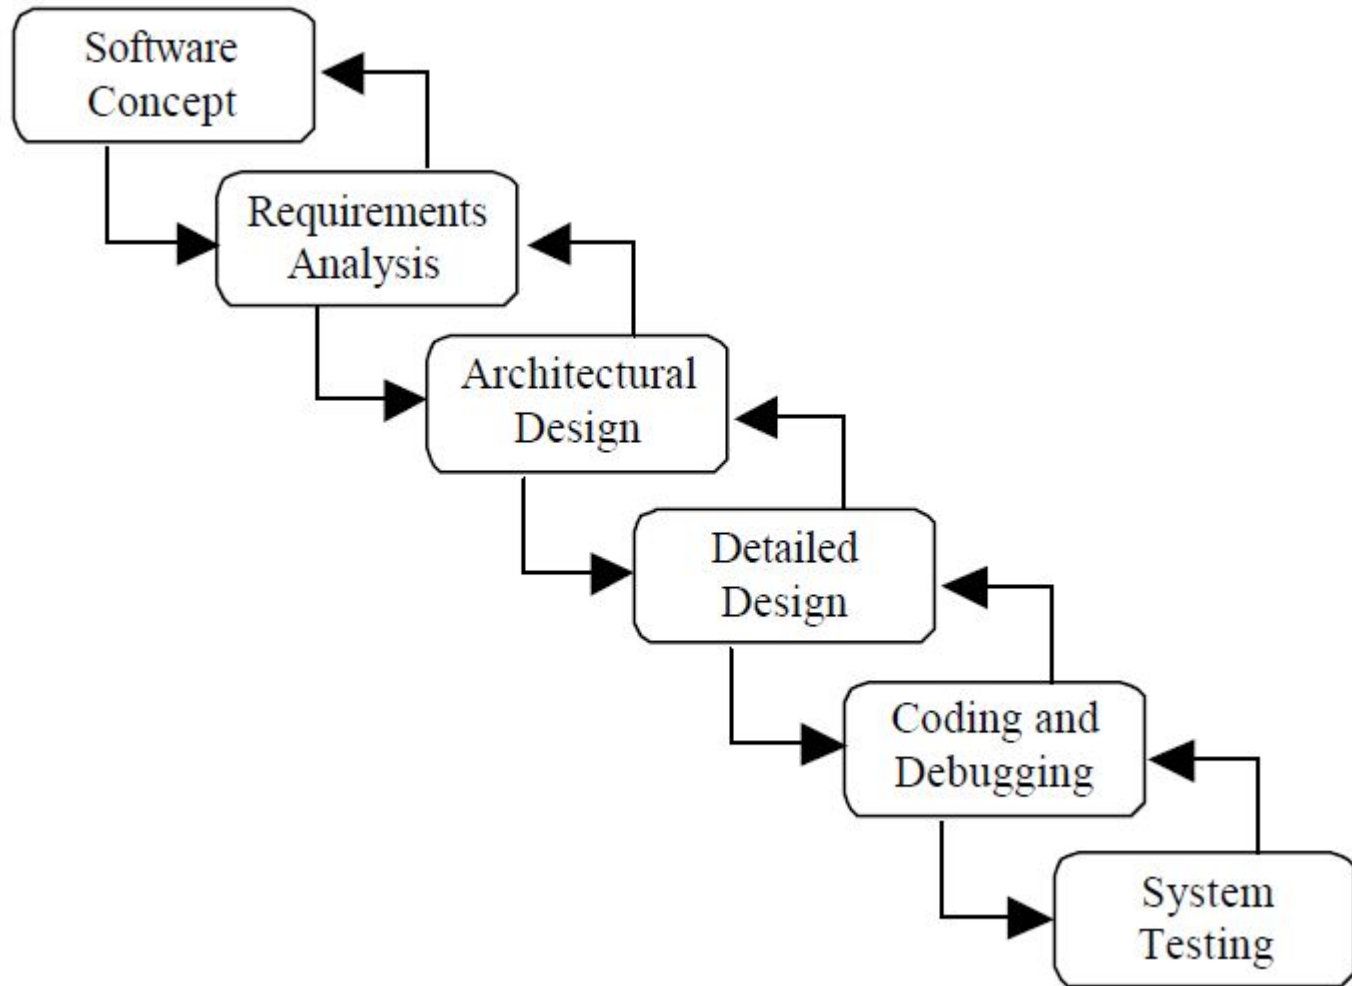 Software
Concept
Requirements
Analysis
Architectural
Design
Detailed
Design
Coding and
Debugging
System
Testing